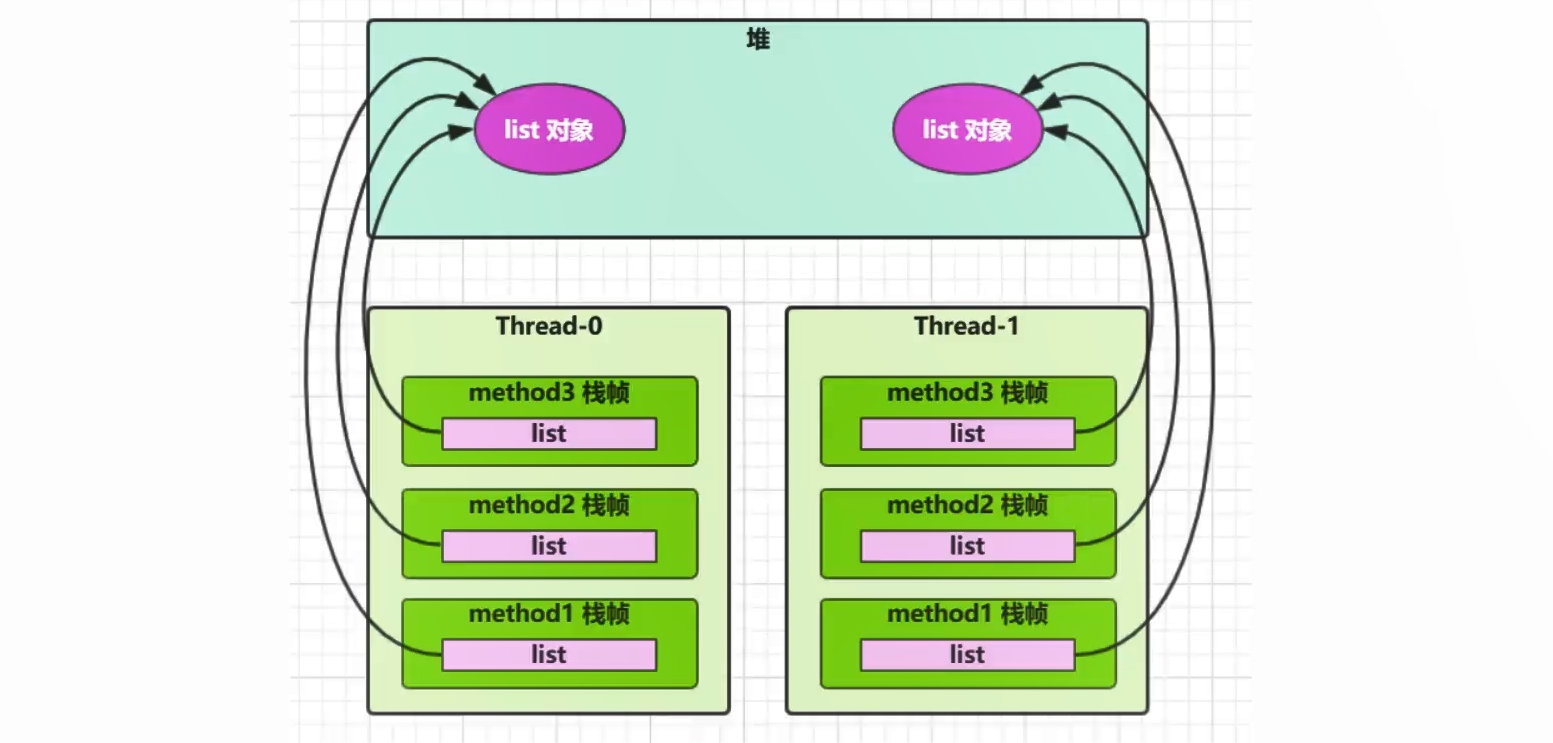 堆
list 对象
list 对象
Thread-0
method3 栈帧
list
method2 栈帧
list
method1 栈帧
list
Thread-1
method3 栈帧
list
method2 栈帧
list
method1 栈帧
list